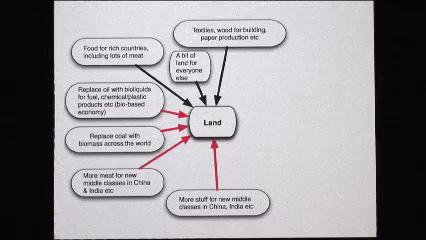 Textiles, wood for building,
paper production etc
Food for rich countries,
including lots of meat
A bit of
land for
everyone
else
Replace oil with bioliquids
for fuel, chemical/plastic
products etc (bio-based
economy)
Land
Replace coal with
biomass across the world
More meat for new
middle classes in China
& India etc
More stuff for new middle
classes in China, India etc